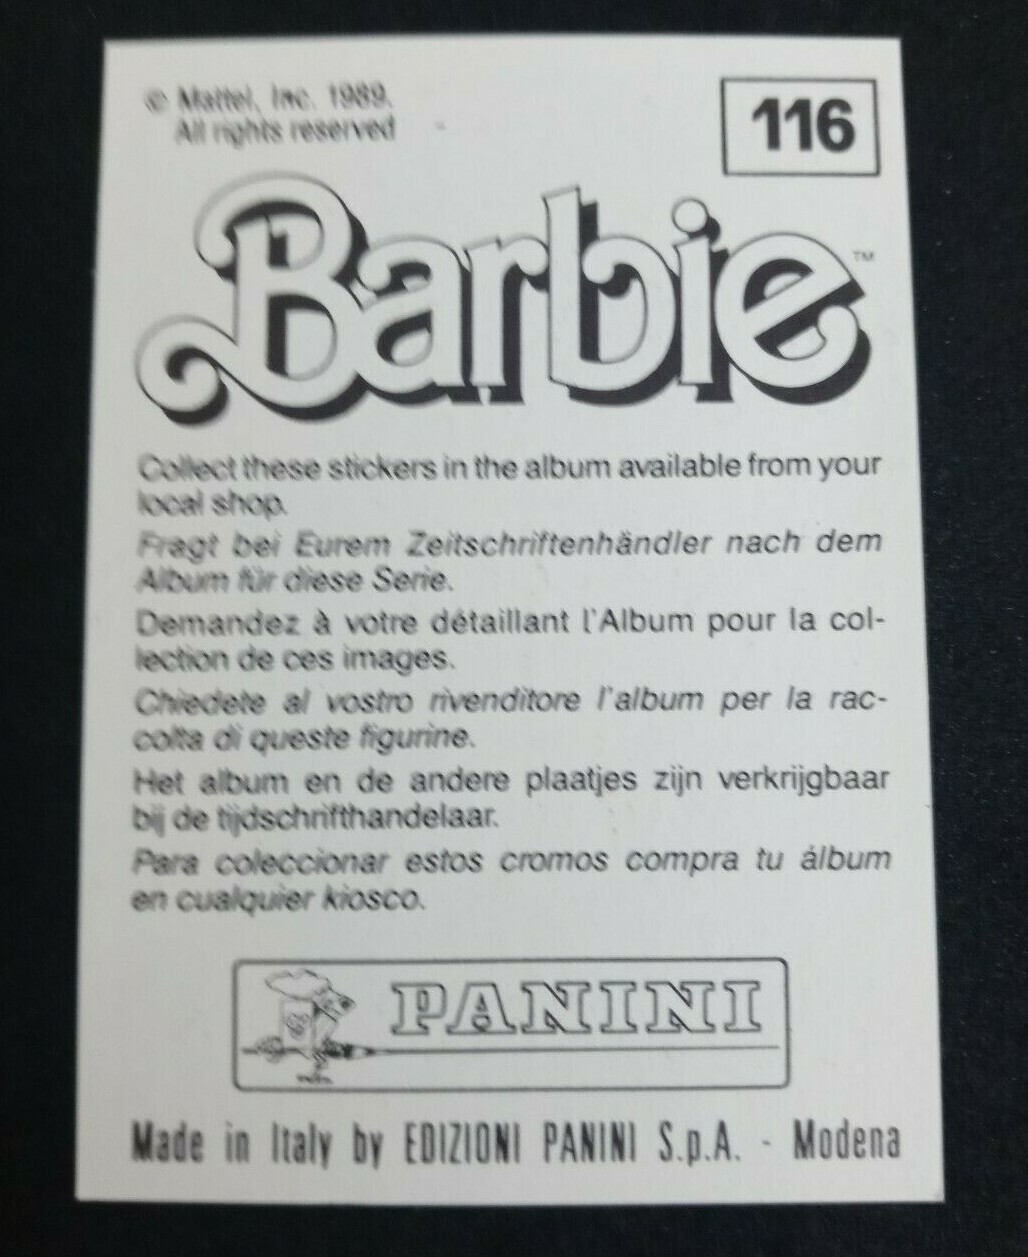 © Mattel, Inc. 1989.
All rights reserved
116
Barbie™
Collect these stickers in the album available from your
local shop.
Fragt bei Eurem Zeitschriftenhändler nach dem
Album für diese Serie.
Demandez à votre détaillant l'Album pour la col-
lection de ces images.
Chiedete al vostro rivenditore l'album per la rac-
colta di queste figurine.
Het album en de andere plaatjes zijn verkrijgbaar
bij de tijdschrifthandelaar.
Para coleccionar estos cromos compra tu álbum
en cualquier kiosco.
PANINI
Made in Italy by EDIZIONI PANINI S.p.A. - Modena